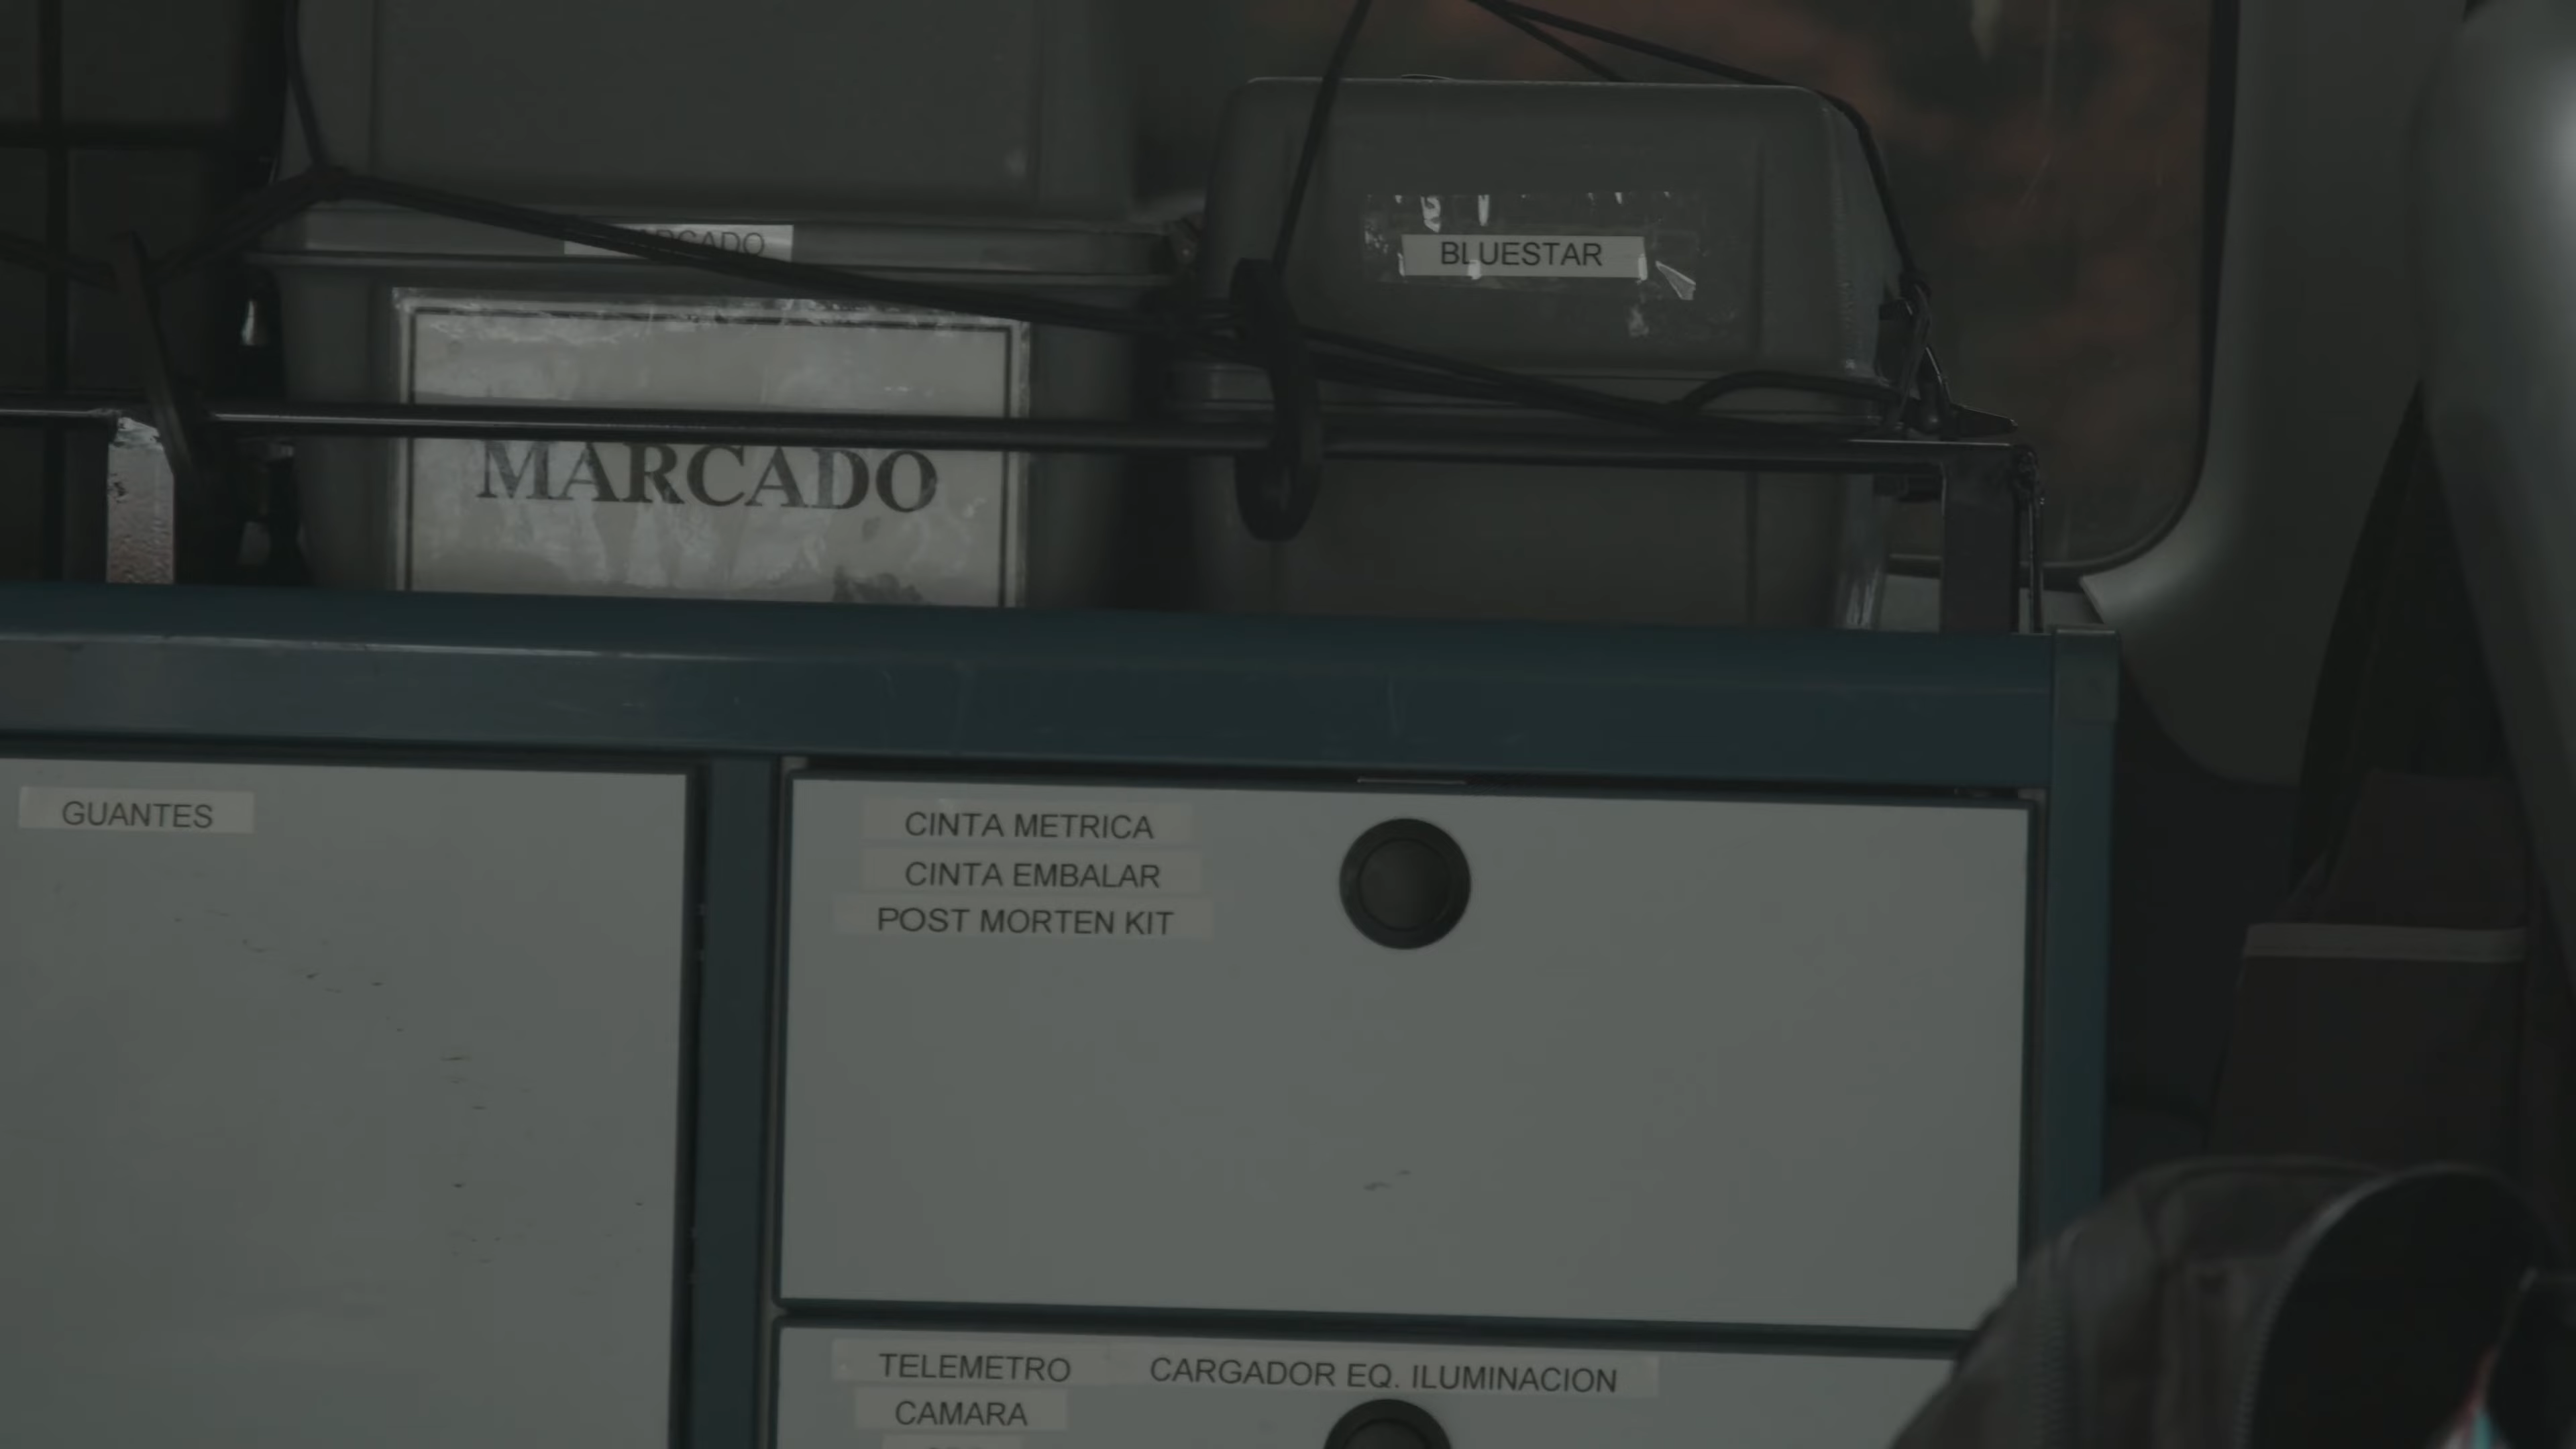 BLUESTAR
MARCADO
GUANTES
CINTA METRICA
CINTA EMBALAR
POST MORTEN KIT
TELEMETRO
CARGADOR EQ. ILUMINACION
CAMARA